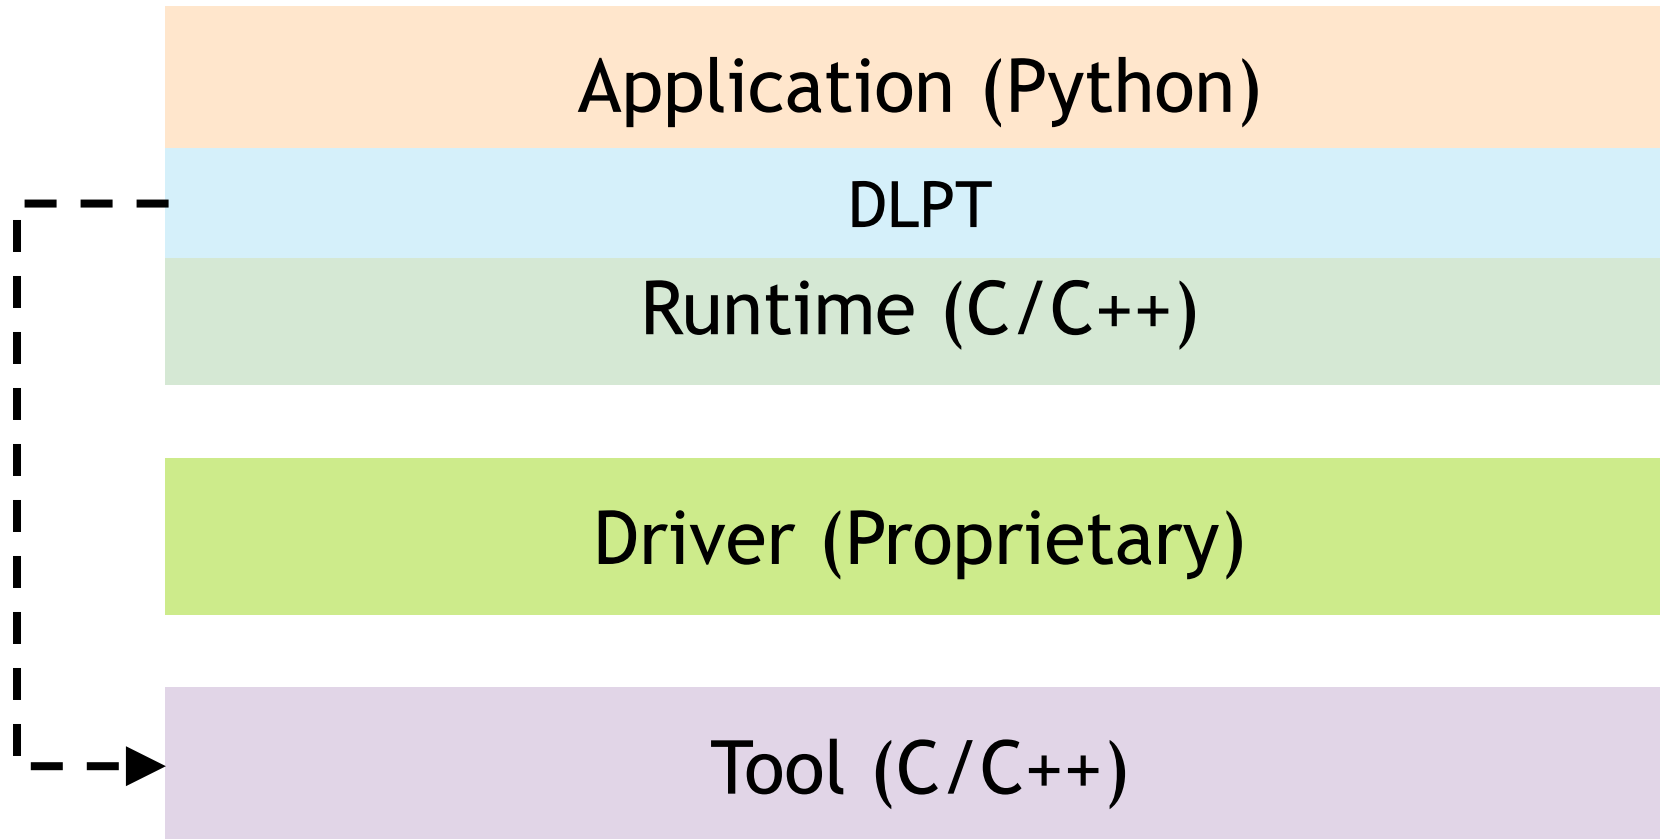 Application (Python)
DLPT
Runtime (C/C++)
Driver (Proprietary)
Tool (C/C++)